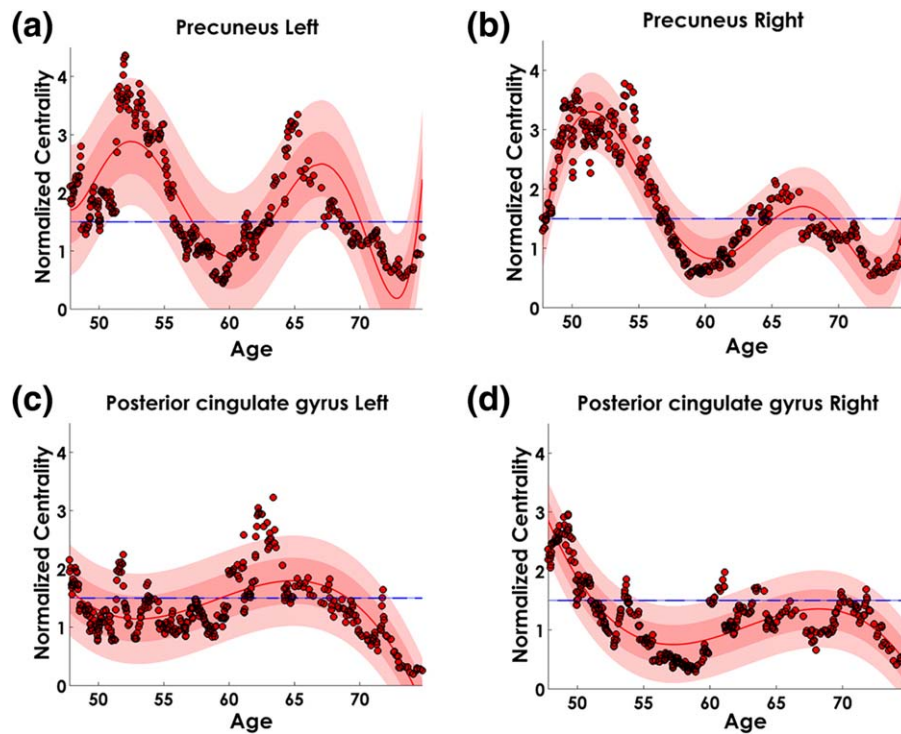 (a) Precuneus Left
Normalized Centrality
4
3
2
1
0
50 55 60 65 70
Age
(b) Precuneus Right
Normalized Centrality
4
3
2
1
0
50 55 60 65 70
Age
(c) Posterior cingulate gyrus Left
Normalized Centrality
4
3
2
1
0
50 55 60 65 70
Age
(d) Posterior cingulate gyrus Right
Normalized Centrality
4
3
2
1
0
50 55 60 65 70
Age